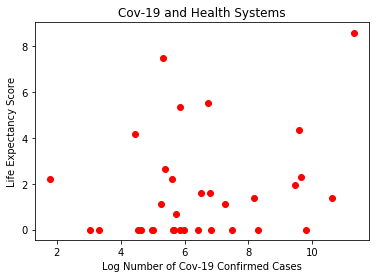 Cov-19 and Health Systems
8
6
4
2
0
Life Expectancy Score
2 4 6 8 10
Log Number of Cov-19 Confirmed Cases